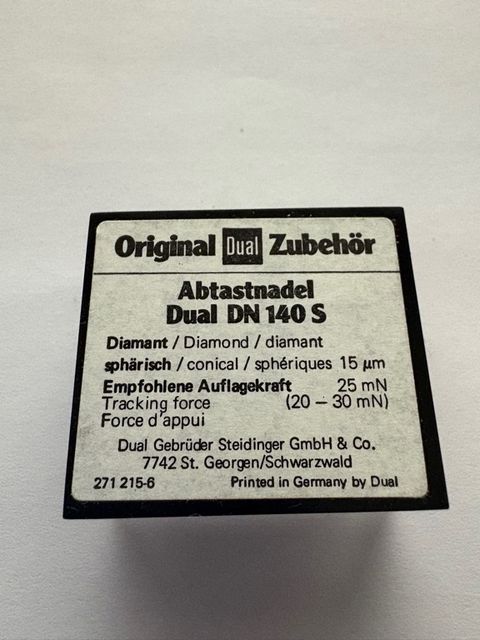 Original Dual Zubehör
Abtastnadel
Dual DN 140 S
Diamant / Diamond / diamant
sphärisch / conical / sphériques 15 µm
Empfohlene Auflagekraft 25 mN
Tracking force (20 – 30 mN)
Force d'appui
Dual Gebrüder Steidinger GmbH & Co.
7742 St. Georgen/Schwarzwald
271 215-6 Printed in Germany by Dual